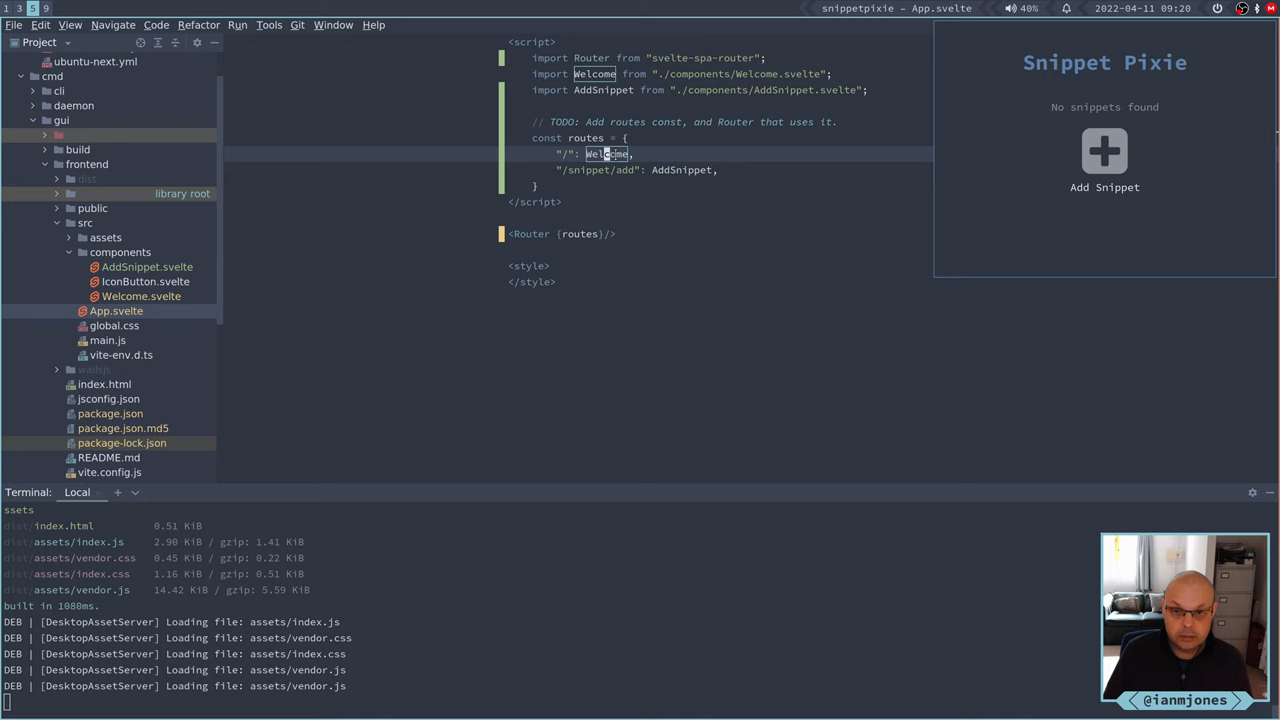 1 2 3 5 9
snippetpixie – App.svelte
40%
2022-04-11 09:20
File Edit View Navigate Code Refactor Run Tools Git Window Help
Project
ubuntu-next.yml
cmd
cli
daemon
gui
build
frontend
dist
library root
public
src
assets
components
AddSnippet.svelte
IconButton.svelte
Welcome.svelte
App.svelte
global.css
main.js
vite-env.d.ts
wailsjs
index.html
jsconfig.json
package.json
package.json.md5
package-lock.json
README.md
vite.config.js
<script>
import Router from "svelte-spa-router";
import Welcome from "./components/Welcome.svelte";
import AddSnippet from "./components/AddSnippet.svelte";
// TODO: Add routes const, and Router that uses it.
const routes = {
"/": Welcome,
"/snippet/add": AddSnippet,
}
</script>
<Router {routes}/>
<style>
</style>
Snippet Pixie
No snippets found
Add Snippet
Terminal: Local
ssets
dist/index.html 0.51 KiB
dist/assets/index.js 2.90 KiB / gzip: 1.41 KiB
dist/assets/vendor.css 0.45 KiB / gzip: 0.22 KiB
dist/assets/index.css 1.16 KiB / gzip: 0.51 KiB
dist/assets/vendor.js 14.42 KiB / gzip: 5.59 KiB
built in 1080ms.
DEB | [DesktopAssetServer] Loading file: assets/index.js
DEB | [DesktopAssetServer] Loading file: assets/vendor.css
DEB | [DesktopAssetServer] Loading file: assets/index.css
DEB | [DesktopAssetServer] Loading file: assets/vendor.js
DEB | [DesktopAssetServer] Loading file: assets/vendor.js
@ianmjones